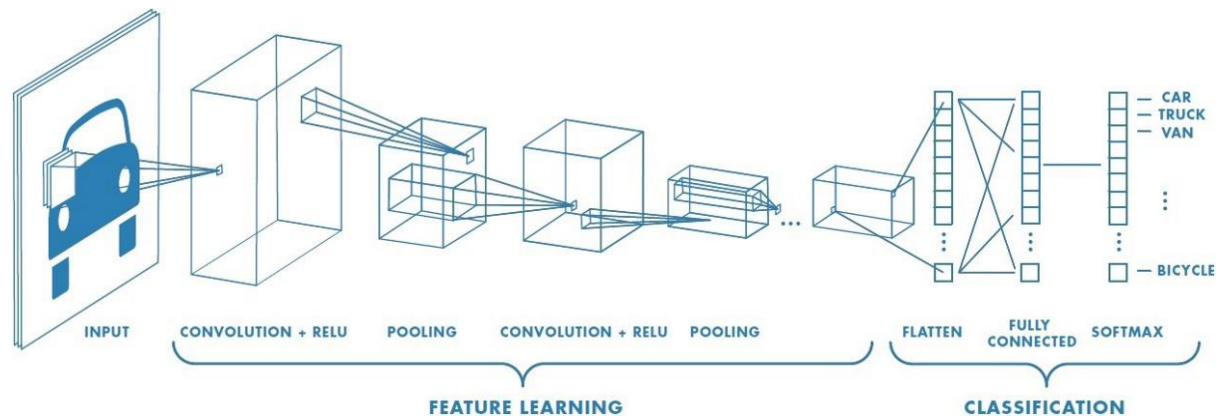 CAR
TRUCK
VAN
BICYCLE
INPUT
CONVOLUTION + RELU
POOLING
CONVOLUTION + RELU
POOLING
FLATTEN
FULLY
CONNECTED
SOFTMAX
FEATURE LEARNING
CLASSIFICATION